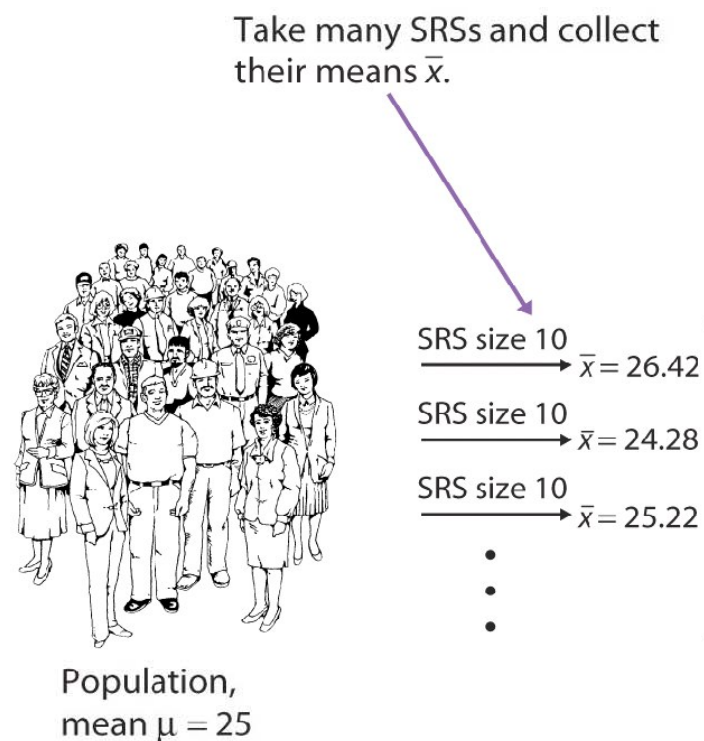 Take many SRSs and collect
their means x̅.
SRS size 10
x̅ = 26.42
SRS size 10
x̅ = 24.28
SRS size 10
x̅ = 25.22
Population,
mean μ = 25